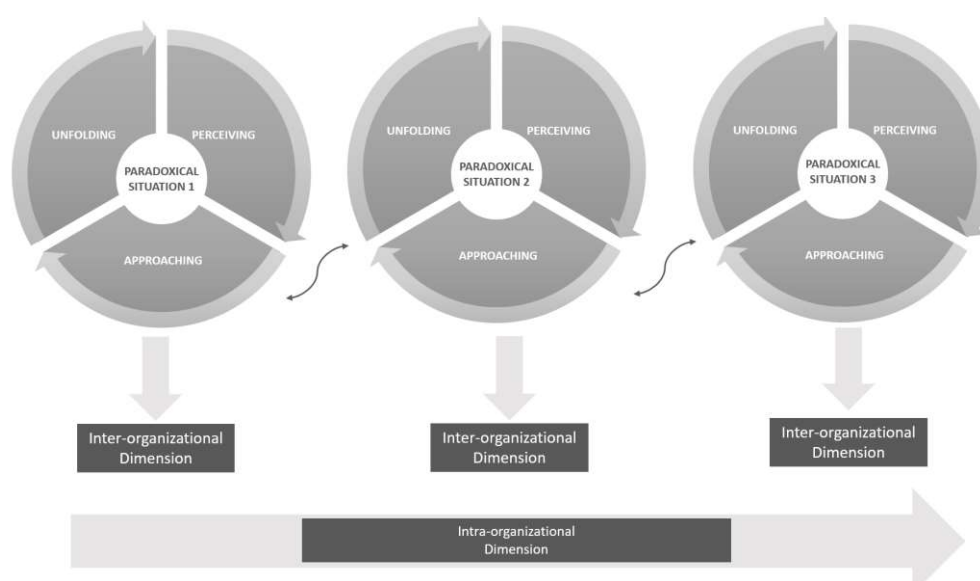 UNFOLDING
PERCEIVING
PARADOXICAL
SITUATION 1
APPROACHING
UNFOLDING
PERCEIVING
PARADOXICAL
SITUATION 2
APPROACHING
UNFOLDING
PERCEIVING
PARADOXICAL
SITUATION 3
APPROACHING
Inter-organizational
Dimension
Inter-organizational
Dimension
Inter-organizational
Dimension
Intra-organizational
Dimension